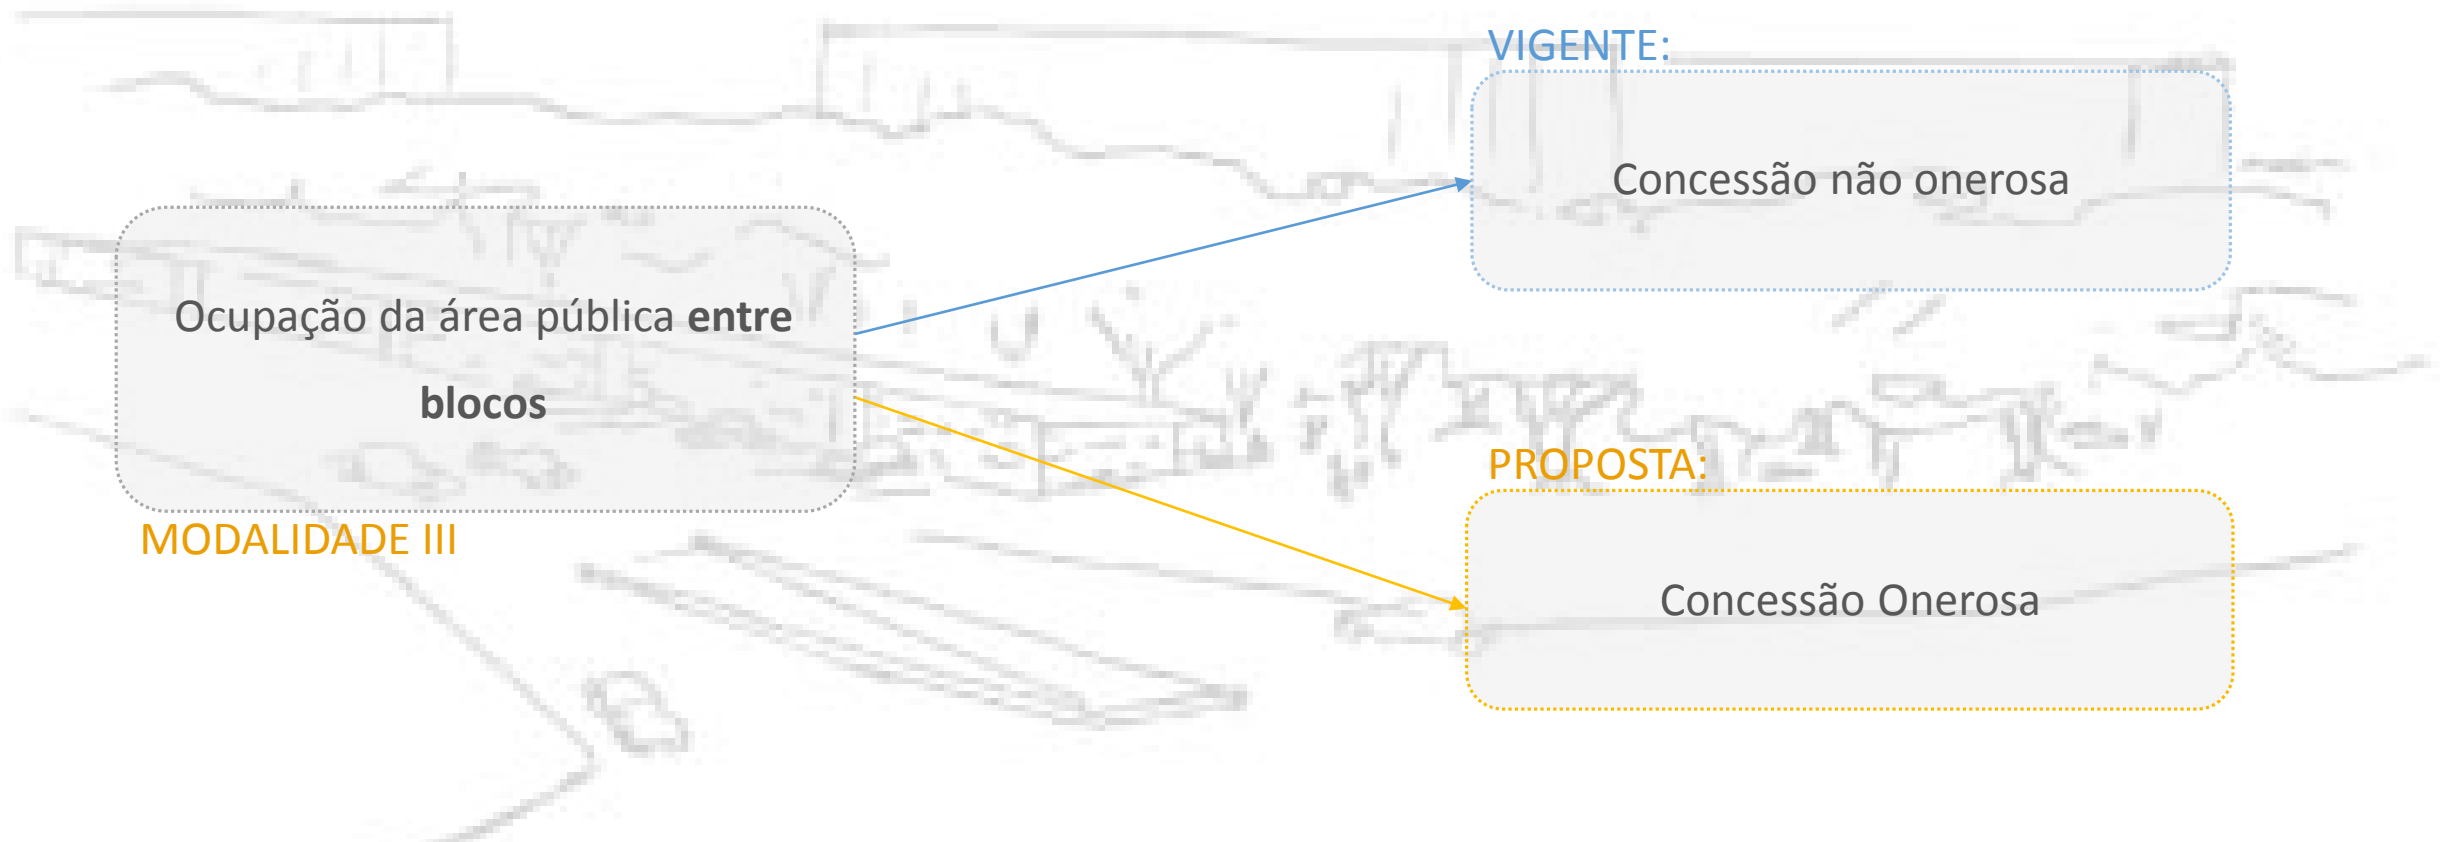 VIGENTE:
Concessão não onerosa
Ocupação da área pública entre
blocos
MODALIDADE III
PROPOSTA:
Concessão Onerosa